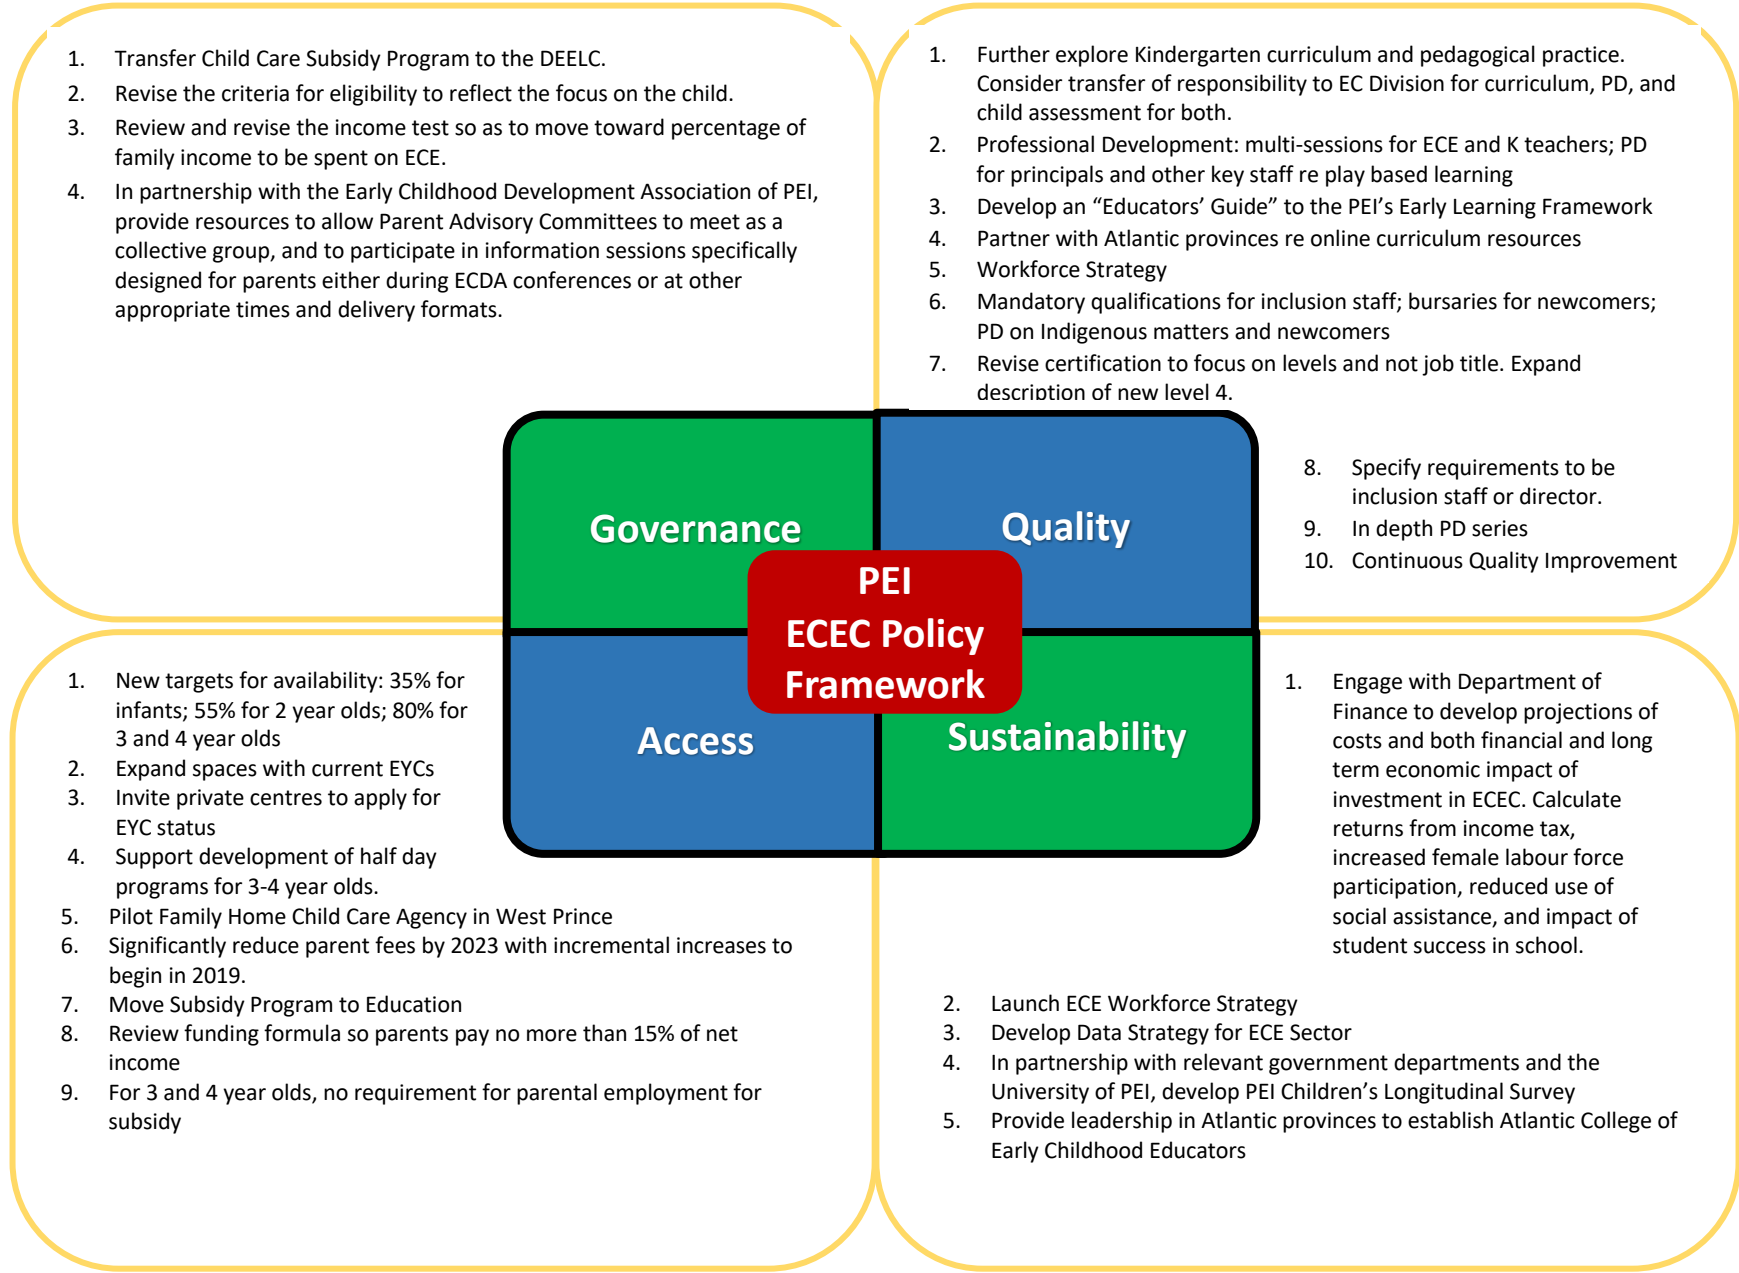 1. Transfer Child Care Subsidy Program to the DEELC.
2. Revise the criteria for eligibility to reflect the focus on the child.
3. Review and revise the income test so as to move toward percentage of
family income to be spent on ECE.
4. In partnership with the Early Childhood Development Association of PEI,
provide resources to allow Parent Advisory Committees to meet as a
collective group, and to participate in information sessions specifically
designed for parents either during ECDA conferences or at other
appropriate times and delivery formats.
1. Further explore Kindergarten curriculum and pedagogical practice.
Consider transfer of responsibility to EC Division for curriculum, PD, and
child assessment for both.
2. Professional Development: multi-sessions for ECE and K teachers; PD
for principals and other key staff re play based learning
3. Develop an “Educators’ Guide” to the PEI’s Early Learning Framework
4. Partner with Atlantic provinces re online curriculum resources
5. Workforce Strategy
6. Mandatory qualifications for inclusion staff; bursaries for newcomers;
PD on Indigenous matters and newcomers
7. Revise certification to focus on levels and not job title. Expand
description of new level 4.
8. Specify requirements to be
inclusion staff or director.
9. In depth PD series
10. Continuous Quality Improvement
Governance
Quality
PEI
ECEC Policy
Framework
Access
Sustainability
1. New targets for availability: 35% for
infants; 55% for 2 year olds; 80% for
3 and 4 year olds
2. Expand spaces with current EYCs
3. Invite private centres to apply for
EYC status
4. Support development of half day
programs for 3-4 year olds.
5. Pilot Family Home Child Care Agency in West Prince
6. Significantly reduce parent fees by 2023 with incremental increases to
begin in 2019.
7. Move Subsidy Program to Education
8. Review funding formula so parents pay no more than 15% of net
income
9. For 3 and 4 year olds, no requirement for parental employment for
subsidy
1. Engage with Department of
Finance to develop projections of
costs and both financial and long
term economic impact of
investment in ECEC. Calculate
returns from income tax,
increased female labour force
participation, reduced use of
social assistance, and impact of
student success in school.
2. Launch ECE Workforce Strategy
3. Develop Data Strategy for ECE Sector
4. In partnership with relevant government departments and the
University of PEI, develop PEI Children’s Longitudinal Survey
5. Provide leadership in Atlantic provinces to establish Atlantic College of
Early Childhood Educators